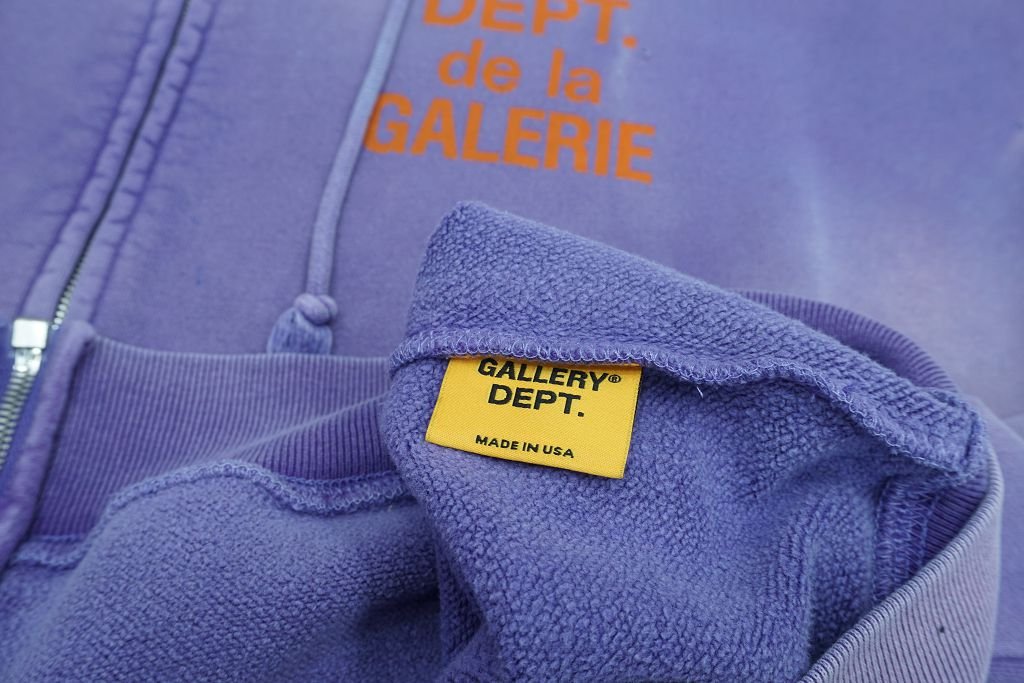 DEPT.
de la
GALERIE
GALLERY®
DEPT.
MADE IN USA